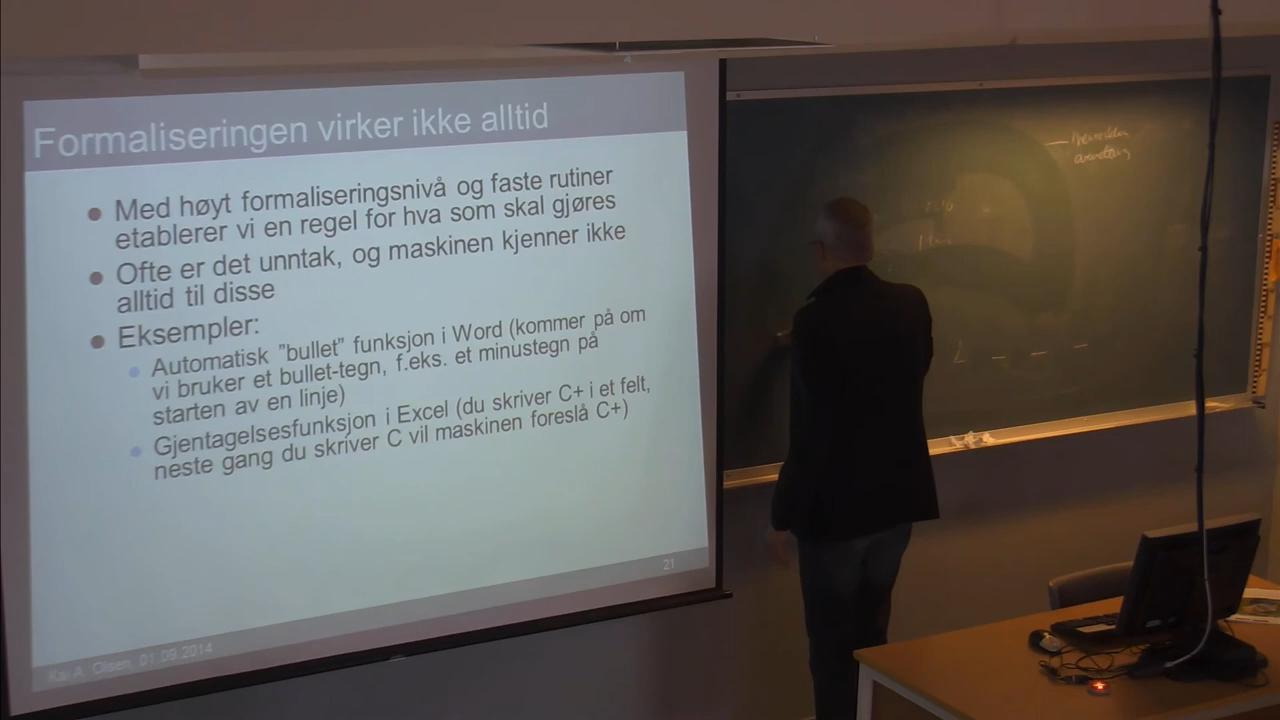 Formaliseringen virker ikke alltid
Med høyt formaliseringsnivå og faste rutiner
etablerer vi en regel for hva som skal gjøres
Ofte er det unntak, og maskinen kjenner ikke
alltid til disse
Eksempler:
Automatisk "bullet" funksjon i Word (kommer på om
vi bruker et bullet-tegn, f.eks. et minustegn på
starten av en linje)
Gjentagelsesfunksjon i Excel (du skriver C+ i et felt,
neste gang du skriver C vil maskinen foreslå C+)
21
Kai A. Olsen, 01.09.2014